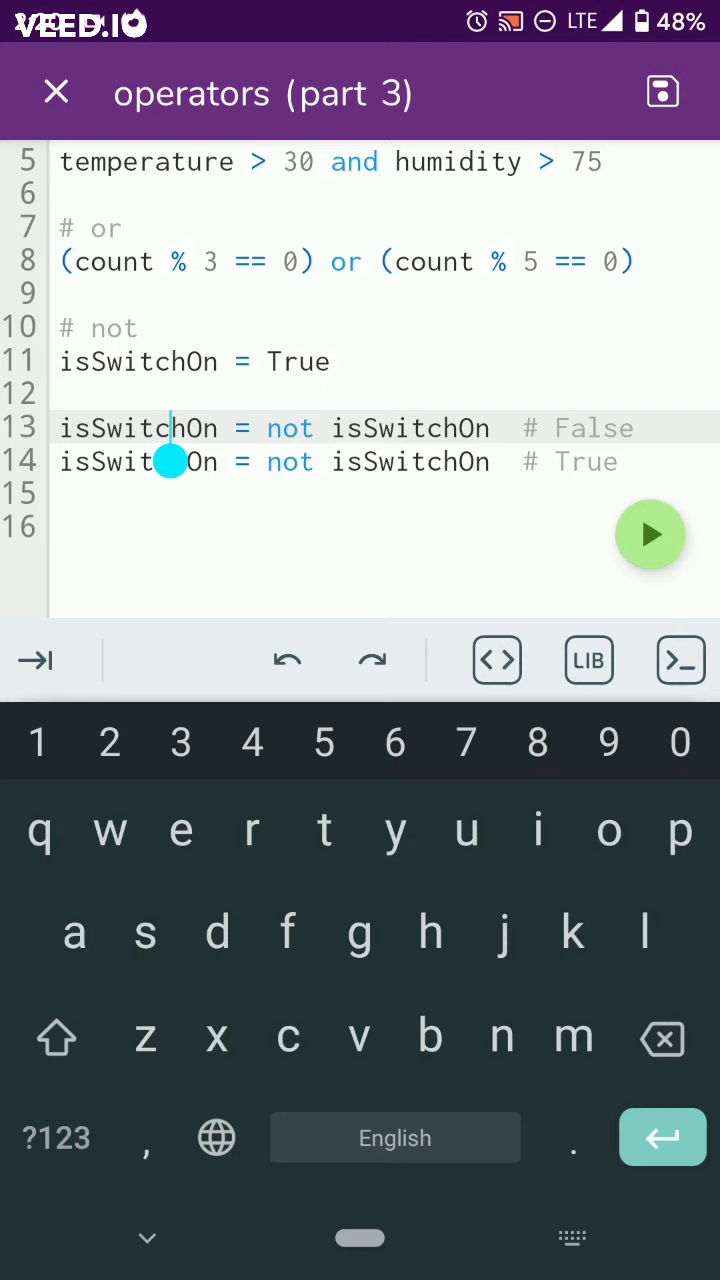 VEED.IO
LTE 48%
operators (part 3)
5 temperature > 30 and humidity > 75
6
7 # or
8 (count % 3 == 0) or (count % 5 == 0)
9
10 # not
11 isSwitchOn = True
12
13 isSwitchOn = not isSwitchOn # False
14 isSwit On = not isSwitchOn # True
15
16
LIB
1 2 3 4 5 6 7 8 9 0
q w e r t y u i o p
a s d f g h j k l
z x c v b n m
?123 , English .